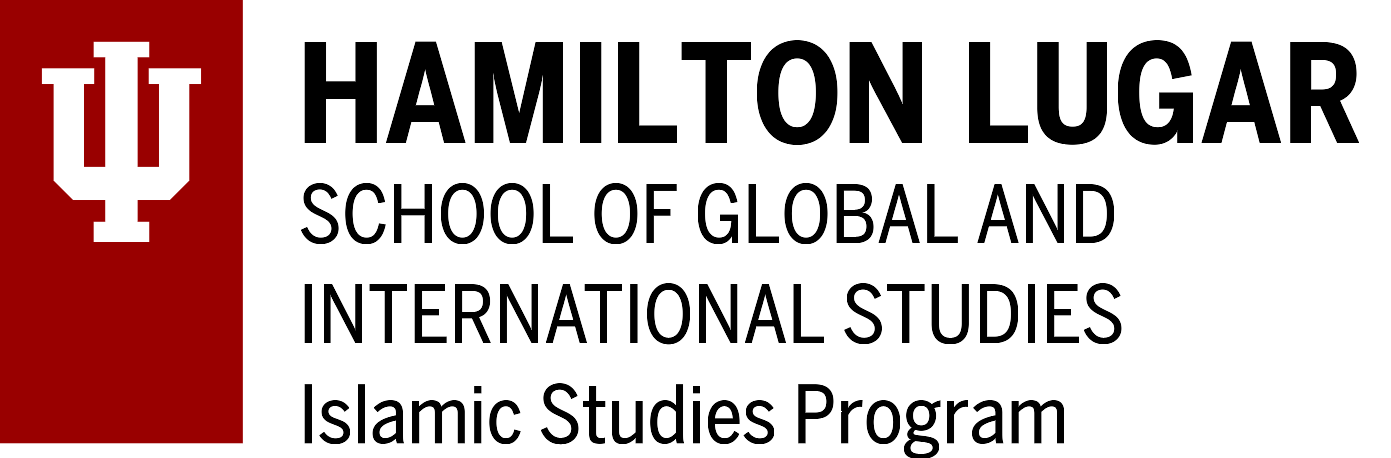 HAMILTON LUGAR
SCHOOL OF GLOBAL AND
INTERNATIONAL STUDIES
Islamic Studies Program